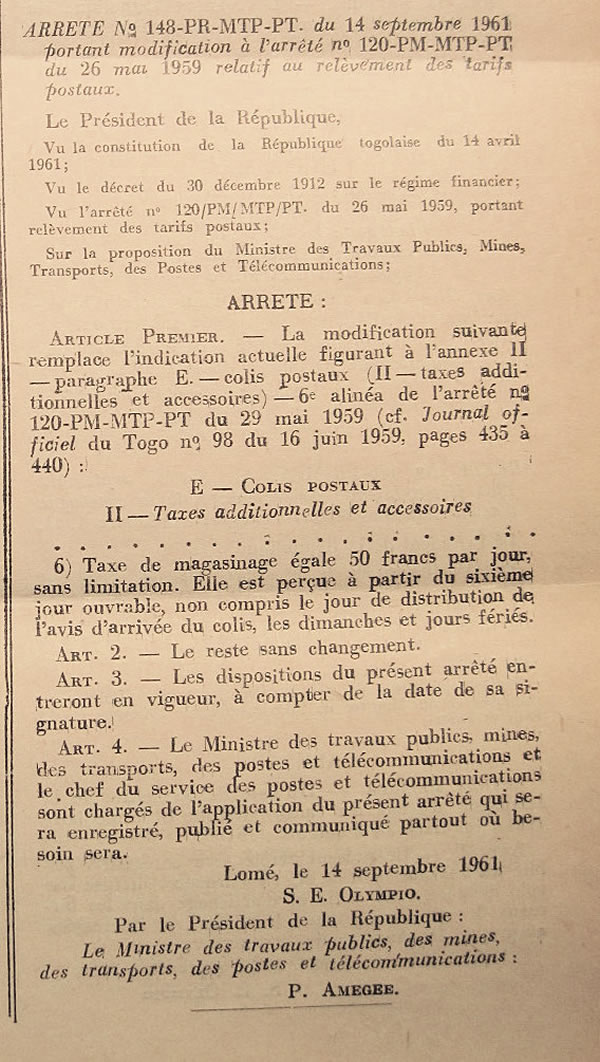 ARRETE Nº 148-PR-MTP-PT. du 14 septembre 1961
portant modification à l'arrêté nº 120-PM-MTP-PT
du 26 mai 1959 relatif au relèvement des tarifs
postaux.
Le Président de la République,
Vu la constitution de la République togolaise du 14 avril
1961;
Vu le décret du 30 décembre 1912 sur le régime financier;
Vu l'arrêté nº 120/PM/MTP/PT. du 26 mai 1959, portant
relèvement des tarifs postaux;
Sur la proposition du Ministre des Travaux Publics, Mines,
Transports, des Postes et Télécommunications;
ARRETE :
ARTICLE PREMIER. — La modification suivante
remplace l'indication actuelle figurant à l'annexe II
— paragraphe E. — colis postaux (II — taxes addi-
tionnelles et accessoires) — 6e alinéa de l'arrêté nº
120-PM-MTP-PT du 29 mai 1959 (cf. Journal of-
ficiel du Togo nº 98 du 16 juin 1959, pages 435 à
440) :
E — COLIS POSTAUX
II — Taxes additionnelles et accessoires
. . . . . . . . . . . . . . . .
6) Taxe de magasinage égale 50 francs par jour,
sans limitation. Elle est perçue à partir du sixième
jour ouvrable, non compris le jour de distribution de
l'avis d'arrivée du colis, les dimanches et jours fériés.
ART. 2. — Le reste sans changement.
ART. 3. — Les dispositions du présent arrêté en-
treront en vigueur, à compter de la date de sa si-
gnature.
ART. 4. — Le Ministre des travaux publics, mines,
des transports, des postes et télécommunications et
le chef du service des postes et télécommunications
sont chargés de l'application du présent arrêté qui se-
ra enregistré, publié et communiqué partout où be-
soin sera.
Lomé, le 14 septembre 1961
S. E. OLYMPIO.
Par le Président de la République :
Le Ministre des travaux publics, des mines,
des transports, des postes et télécommunications :
P. AMEGEE.